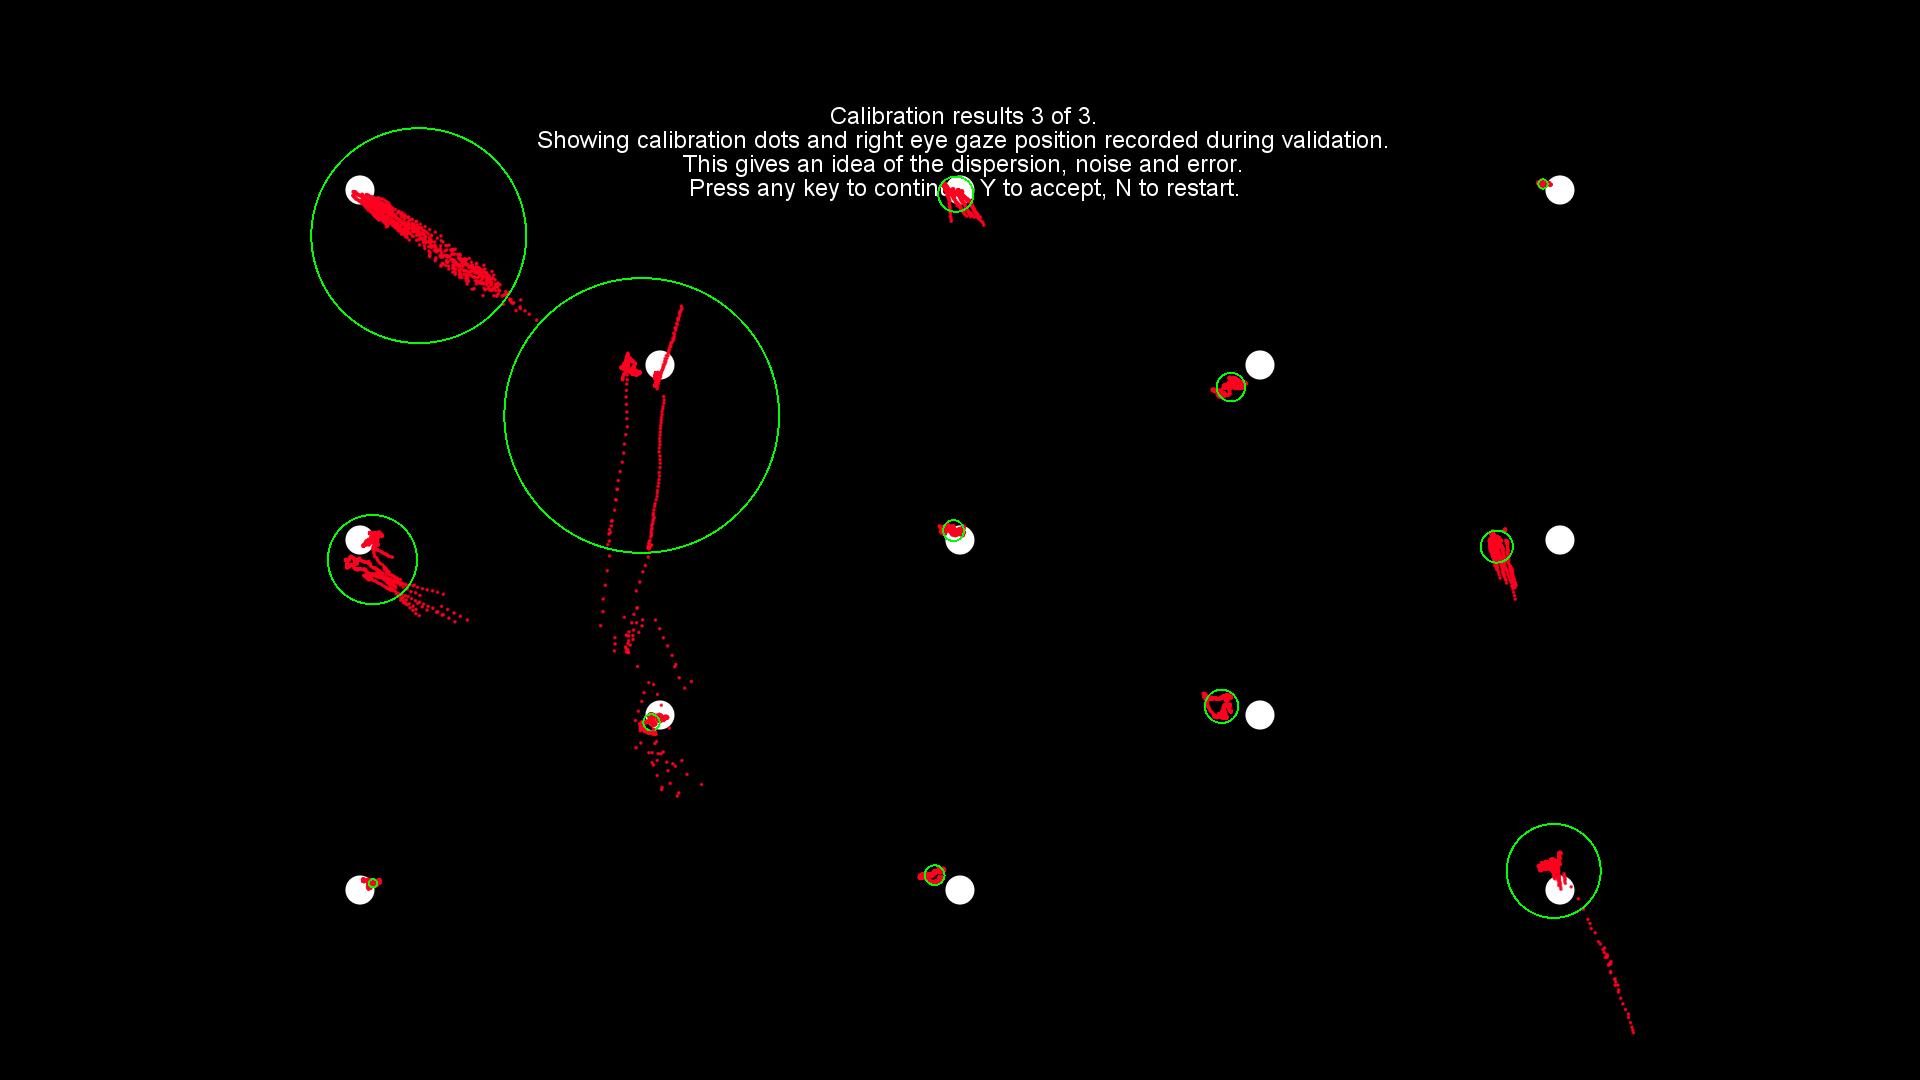 Calibration results 3 of 3.
Showing calibration dots and right eye gaze position recorded during validation.
This gives an idea of the dispersion, noise and error.
Press any key to contin Y to accept, N to restart.